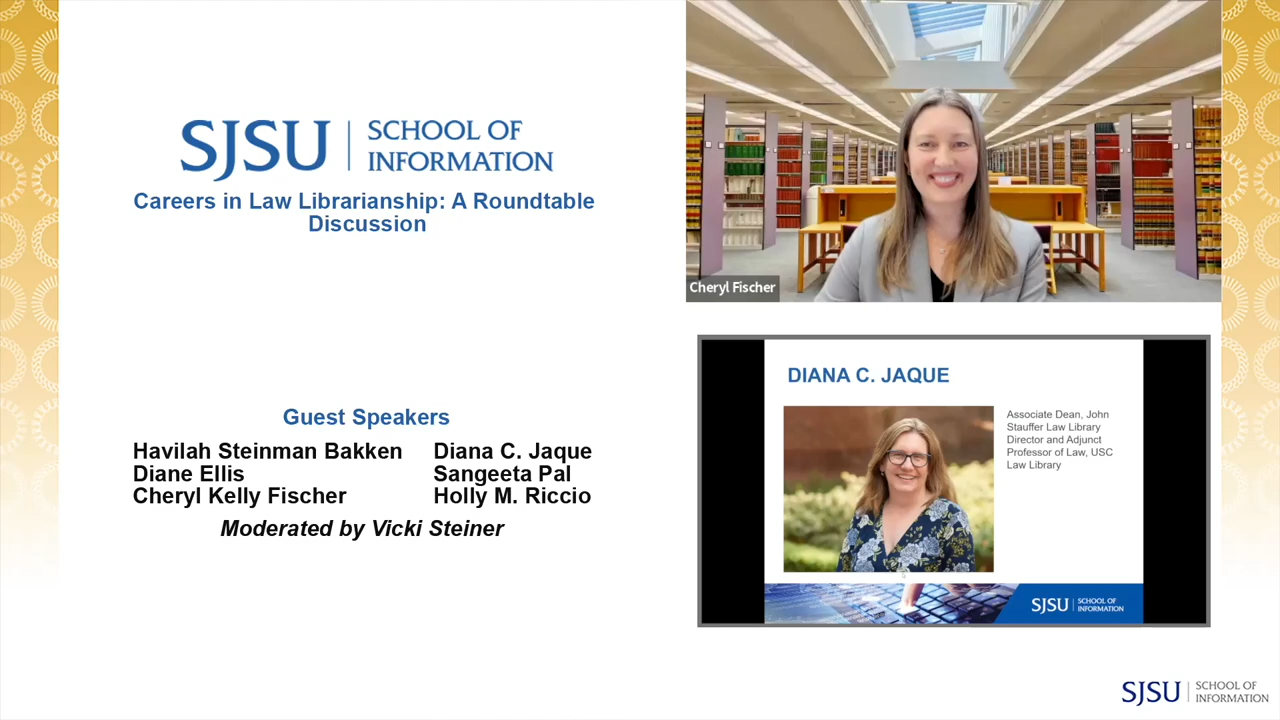 SJSU
SCHOOL OF
INFORMATION
Careers in Law Librarianship: A Roundtable
Discussion
Guest Speakers
Havilah Steinman Bakken
Diane Ellis
Cheryl Kelly Fischer
Diana C. Jaque
Sangeeta Pal
Holly M. Riccio
Moderated by Vicki Steiner
Cheryl Fischer
DIANA C. JAQUE
Associate Dean, John
Stauffer Law Library
Director and Adjunct
Professor of Law, USC
Law Library
SJSU
SCHOOL OF
INFORMATION
SJSU
SCHOOL OF
INFORMATION